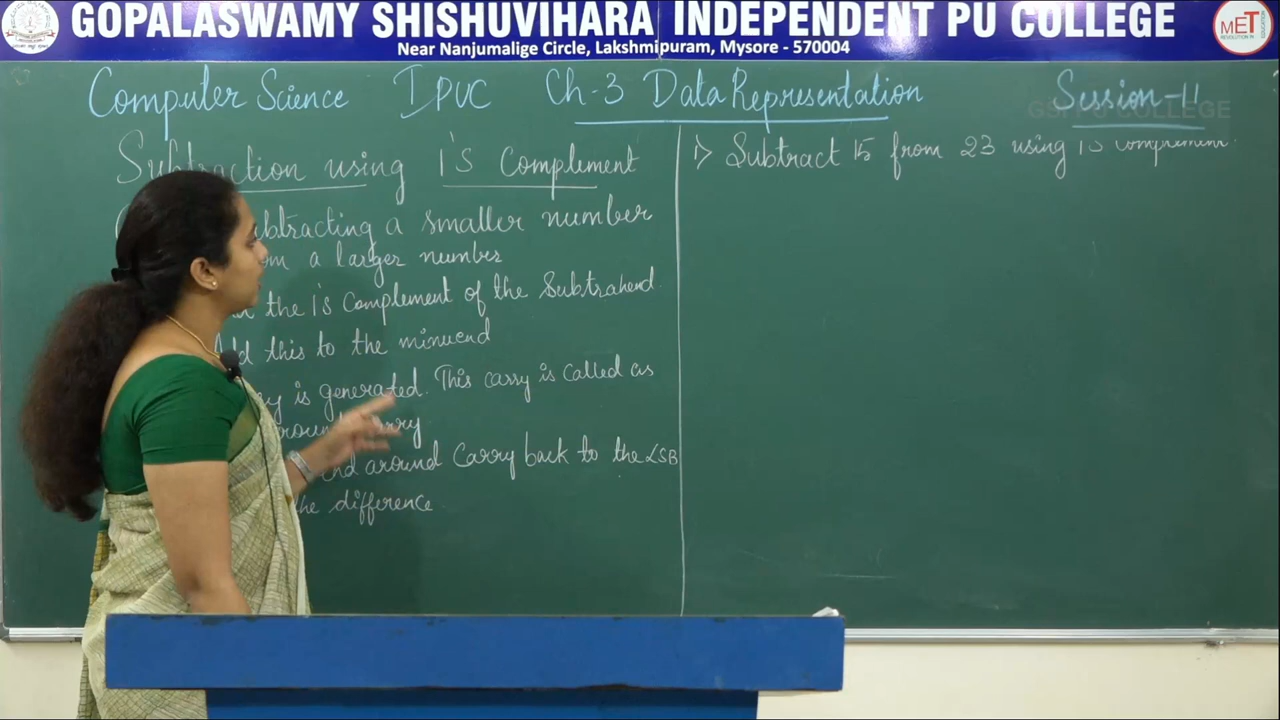 GOPALASWAMY SHISHUVIHARA INDEPENDENT PU COLLEGE
Near Nanjumalige Circle, Lakshmipuram, Mysore - 570004
MET
Computer Science I PUC Ch-3 Data Representation Session-11
GSIPU COLLEGE
Subtraction using 1's Complement
Subtracting a smaller number
a larger number
the 1's Complement of the Subtrahend.
this to the minuend
is generated. This carry is called as
carry
around Carry back to the LSB
the difference
1> Subtract 15 from 23 using 1's complement.